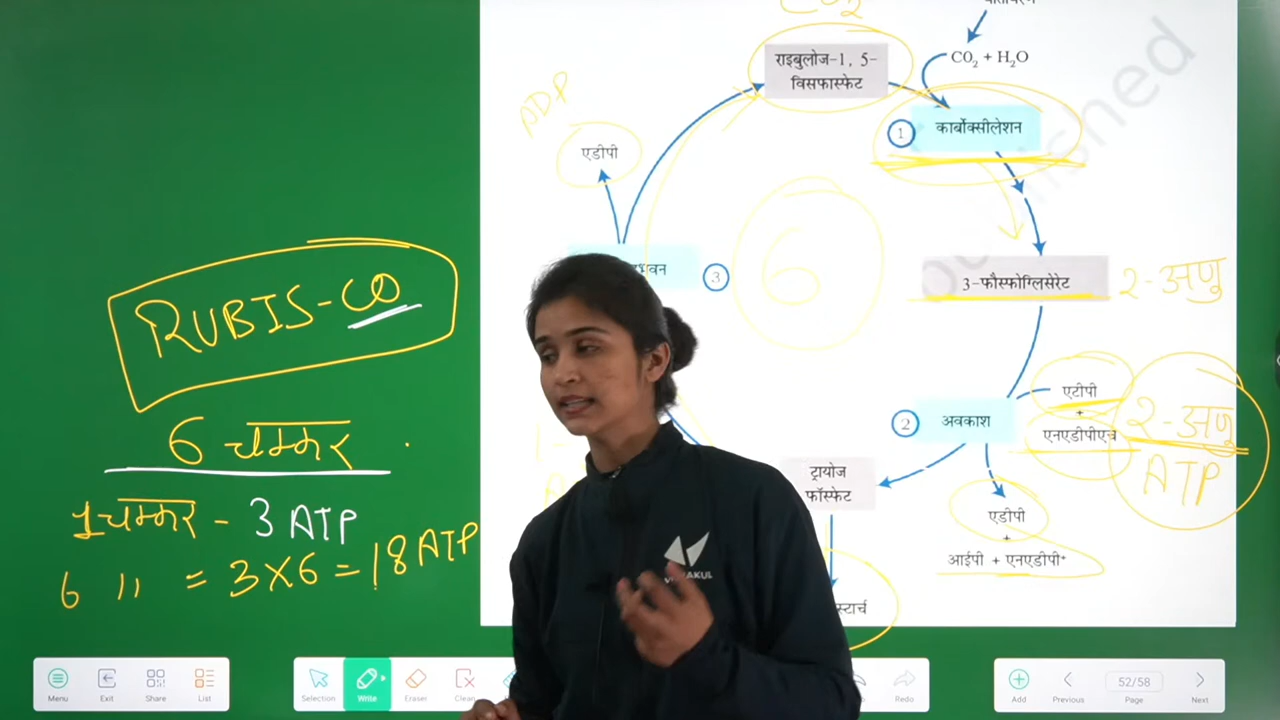 CO₂
CO₂ + H₂O
राइबुलोज-1, 5-
विसफास्फेट
1 कार्बोक्सीलेशन
ADP
एडीपी
3
6
3-फौस्फोग्लिसेरेट
2-अणु
RUBIS-CO
6 चक्कर
1 चक्कर - 3 ATP
6 " = 3×6 = 18 ATP
2 अवकाश
एटीपी
+
एनएडीपीएच
2-अणु
ATP
ट्रायोज
फॉस्फेट
एडीपी
+
आईपी + एनएडीपी⁺
Menu Exit Share List
Selection Write Eraser Clean
Redo
Add Previous 52/58 Next
Page